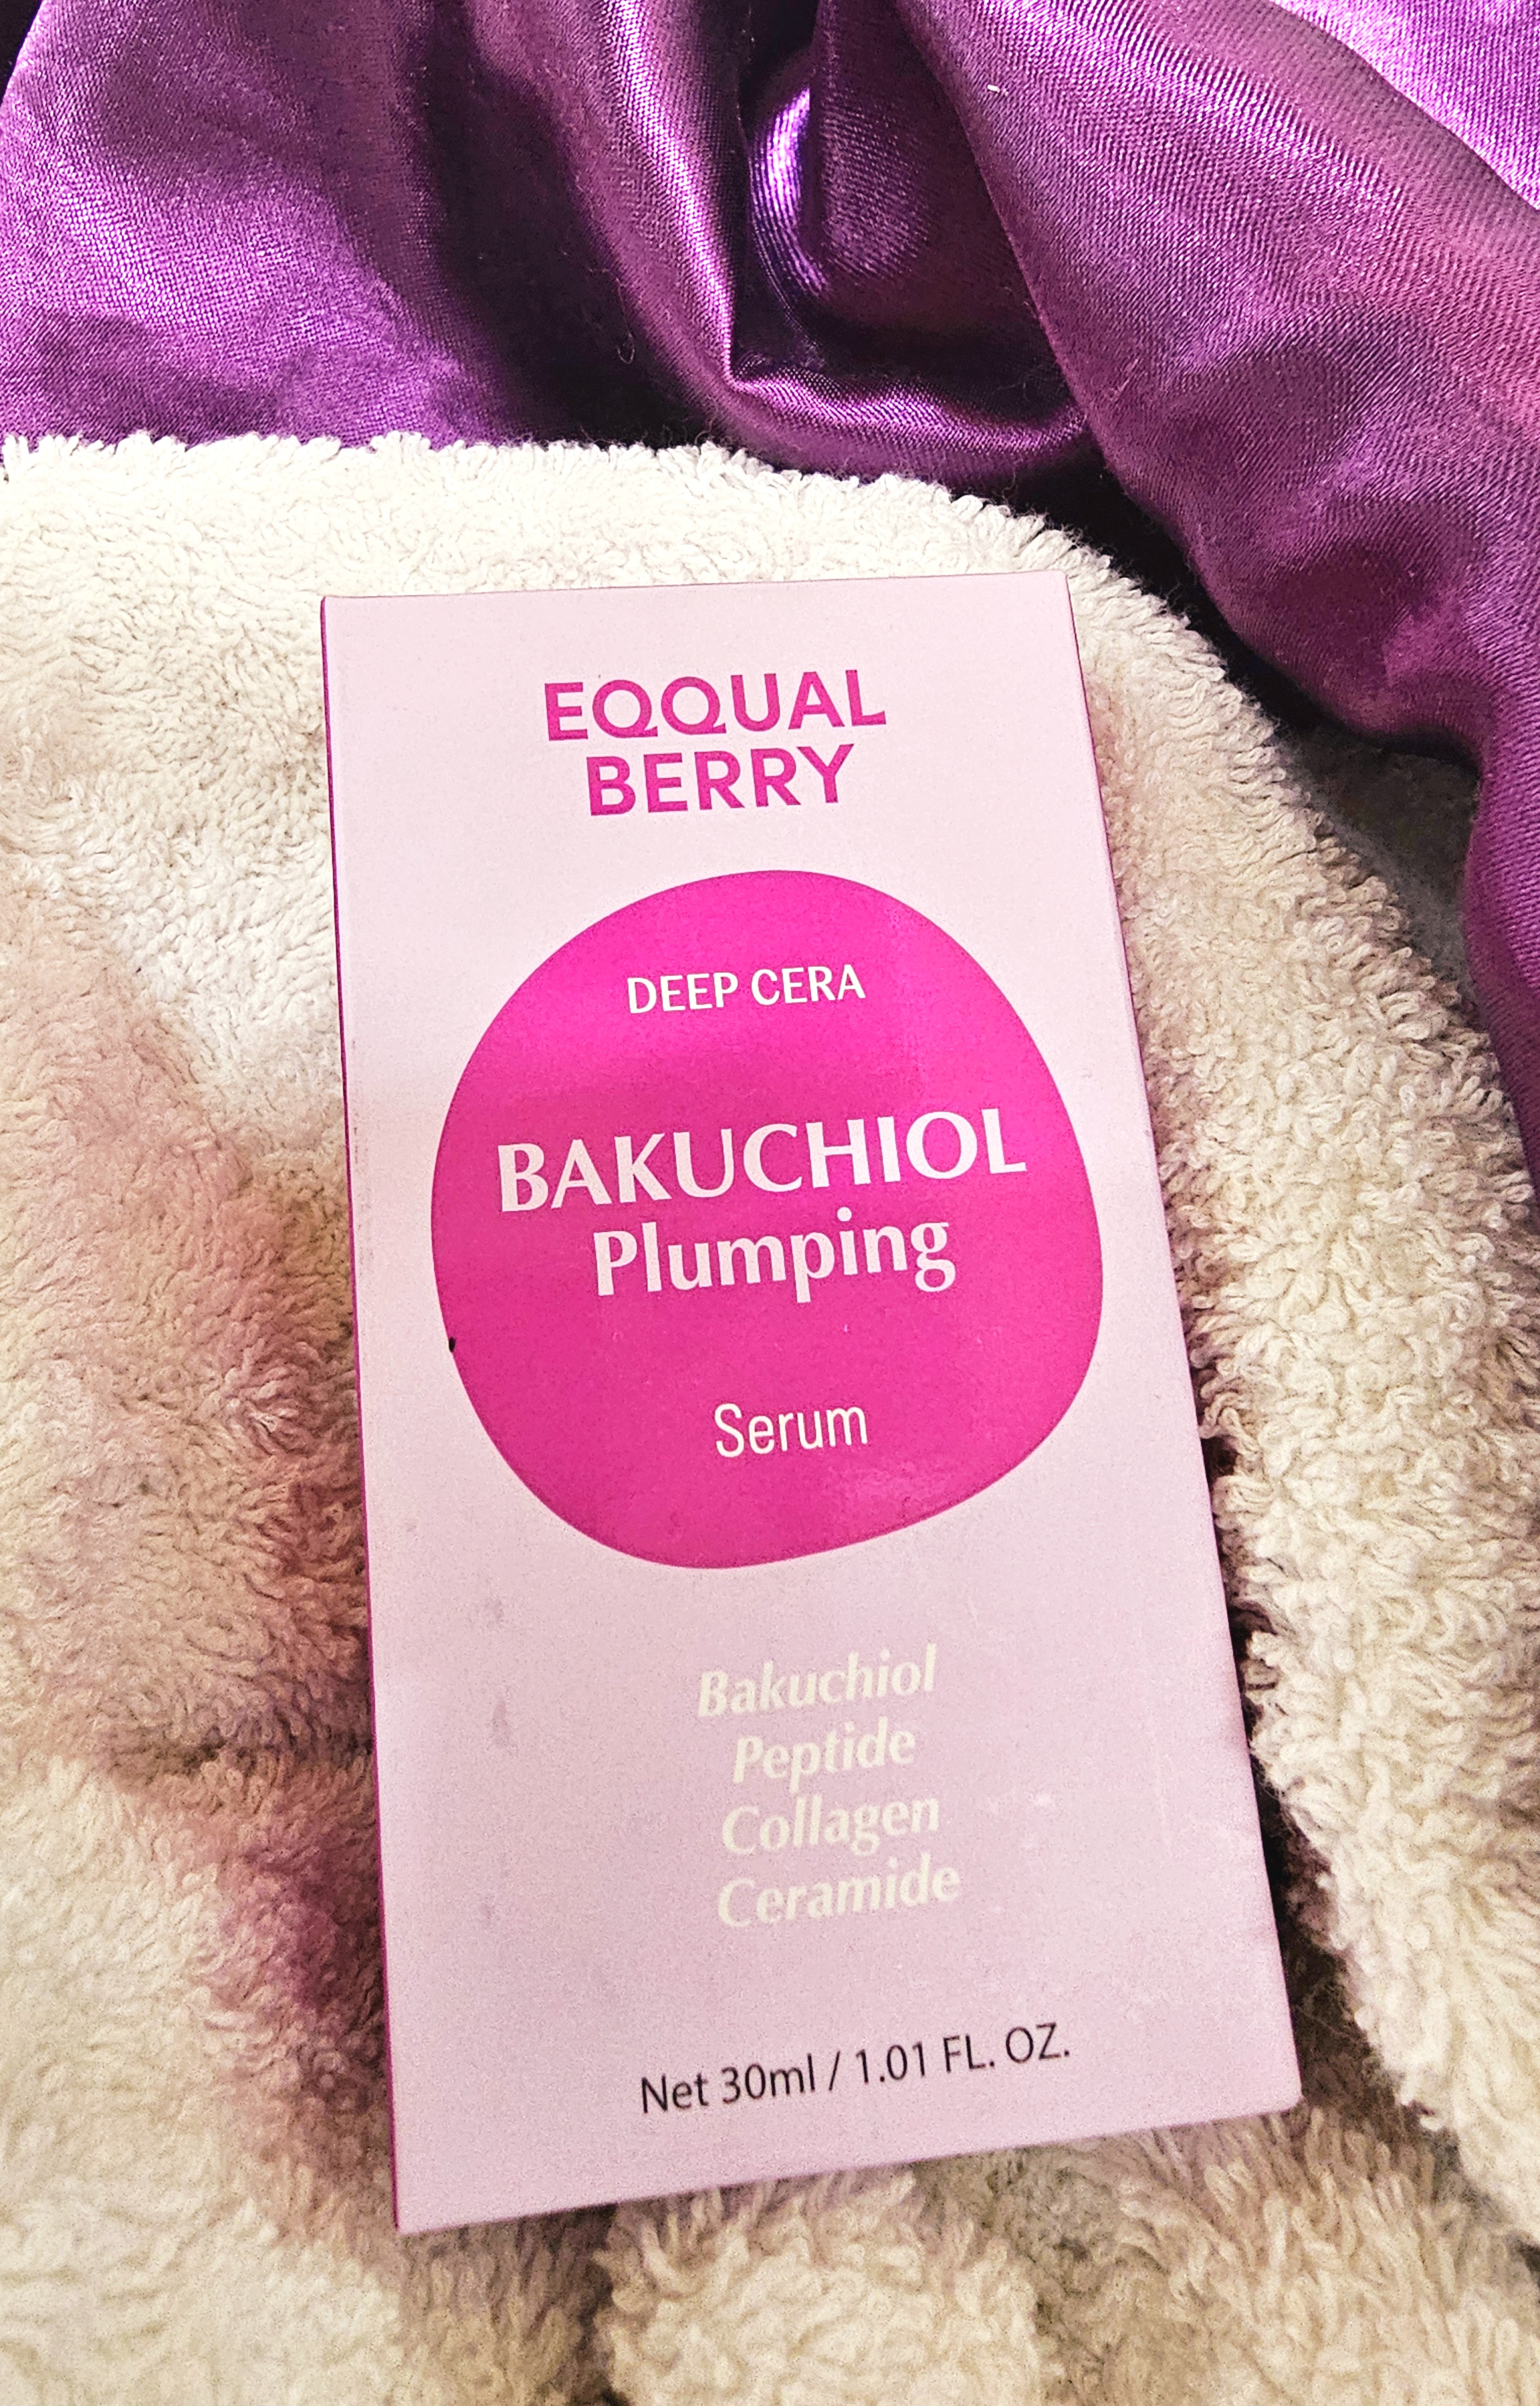 EQQUAL
BERRY
DEEP CERA
BAKUCHIOL
Plumping
Serum
Bakuchiol
Peptide
Collagen
Ceramide
Net 30ml / 1.01 FL. OZ.